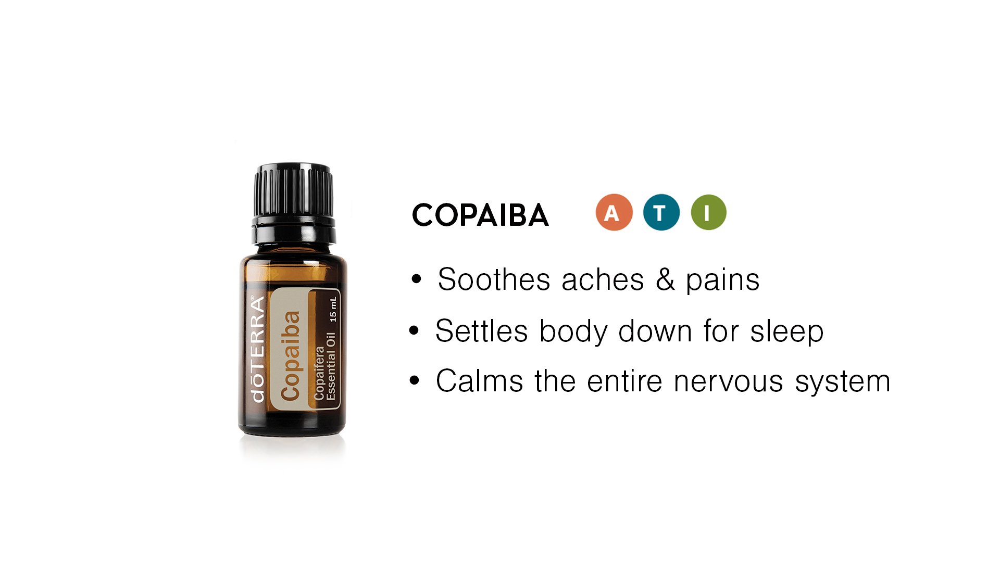 dōTERRA®
Copaiba
Copaifera
Essential Oil 15 mL
COPAIBA A T I
• Soothes aches & pains
• Settles body down for sleep
• Calms the entire nervous system